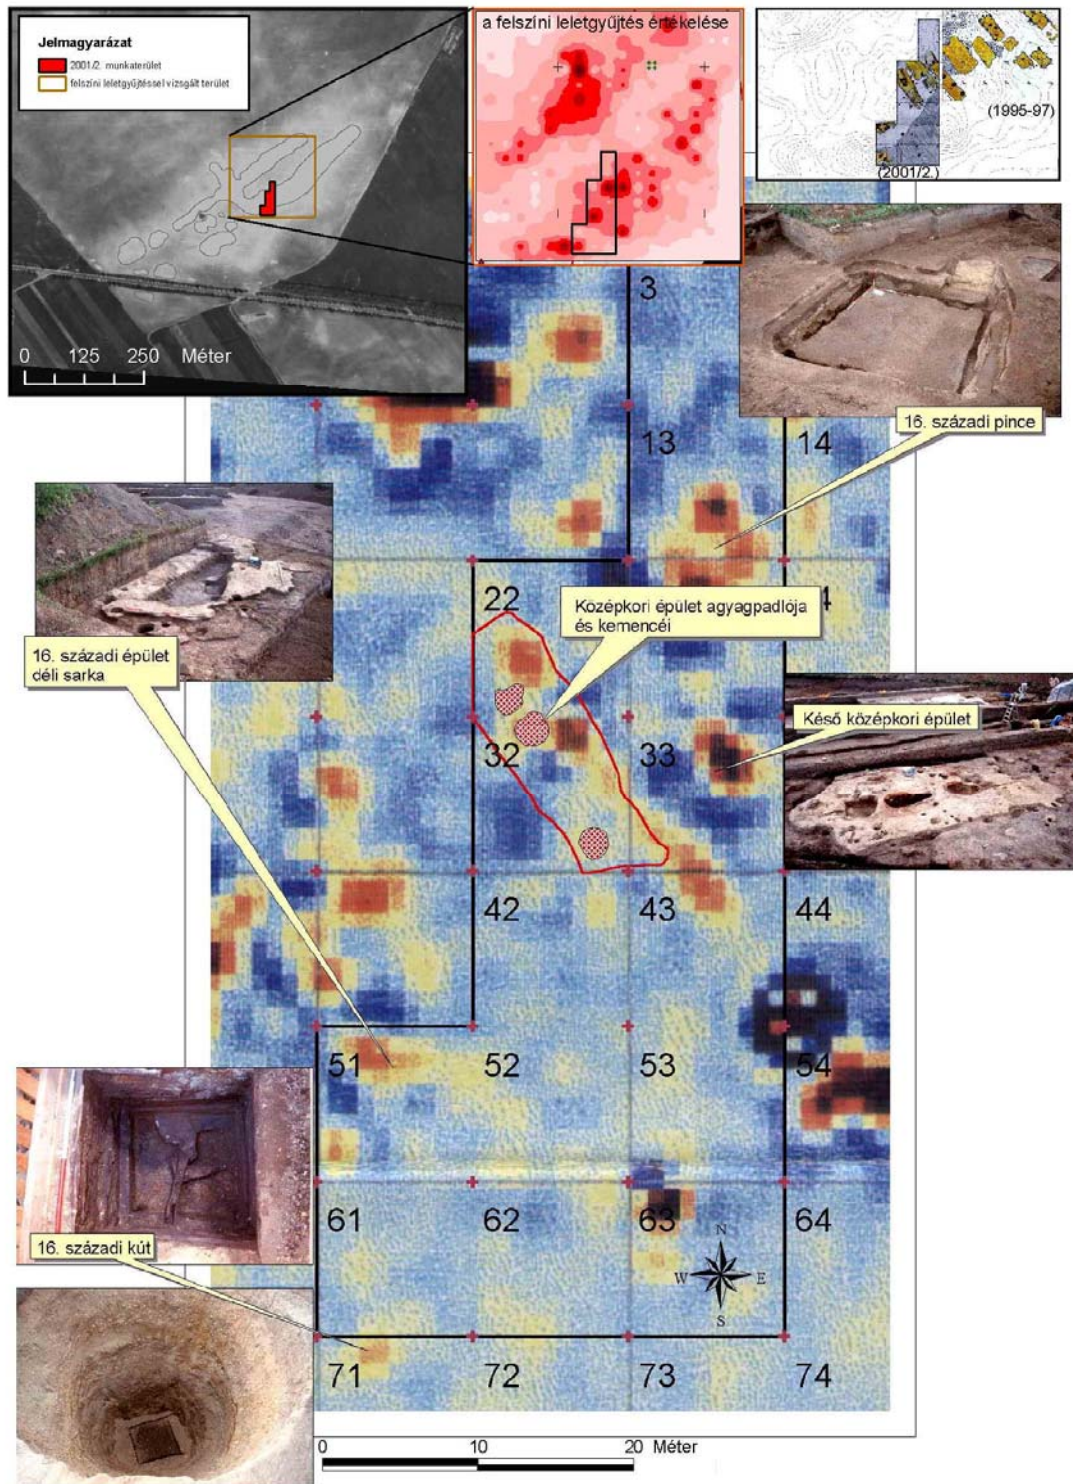 Jelmagyarázat
2001/2. munkaterület
felszíni leletgyűjtéssel vizsgált terület
0 125 250 Méter
a felszíni leletgyűjtés értékelése
(1995-97)
(2001/2.)
3
13
14
16. századi pince
22
Középkori épület agyagpadlója
és kemencéi
16. századi épület
déli sarka
32
33
Késő középkori épület
42
43
44
51
52
53
54
61
62
63
64
N
W E
S
16. századi kút
71
72
73
74
0 10 20 Méter